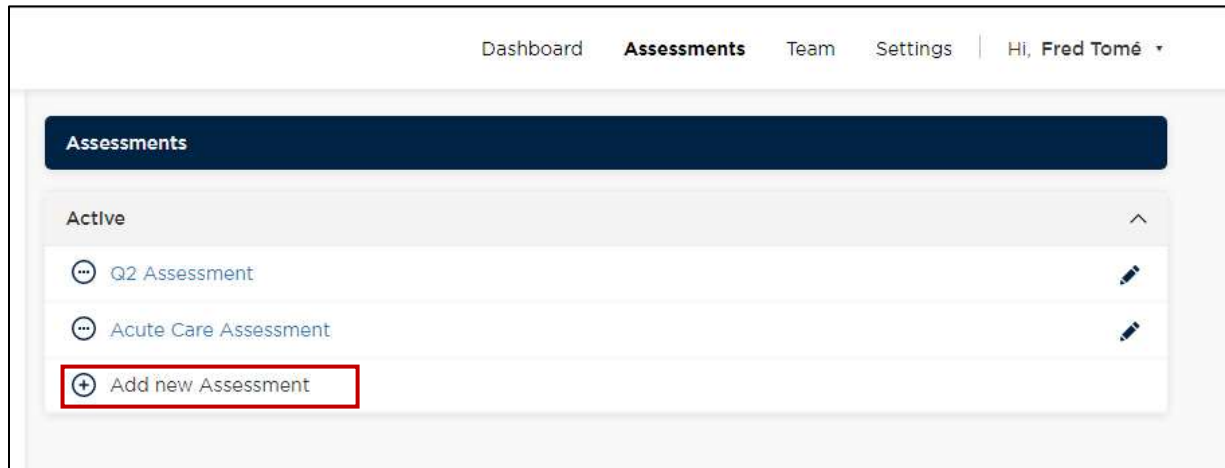 Dashboard Assessments Team Settings Hi, Fred Tomé
Assessments
Active
Q2 Assessment
Acute Care Assessment
Add new Assessment